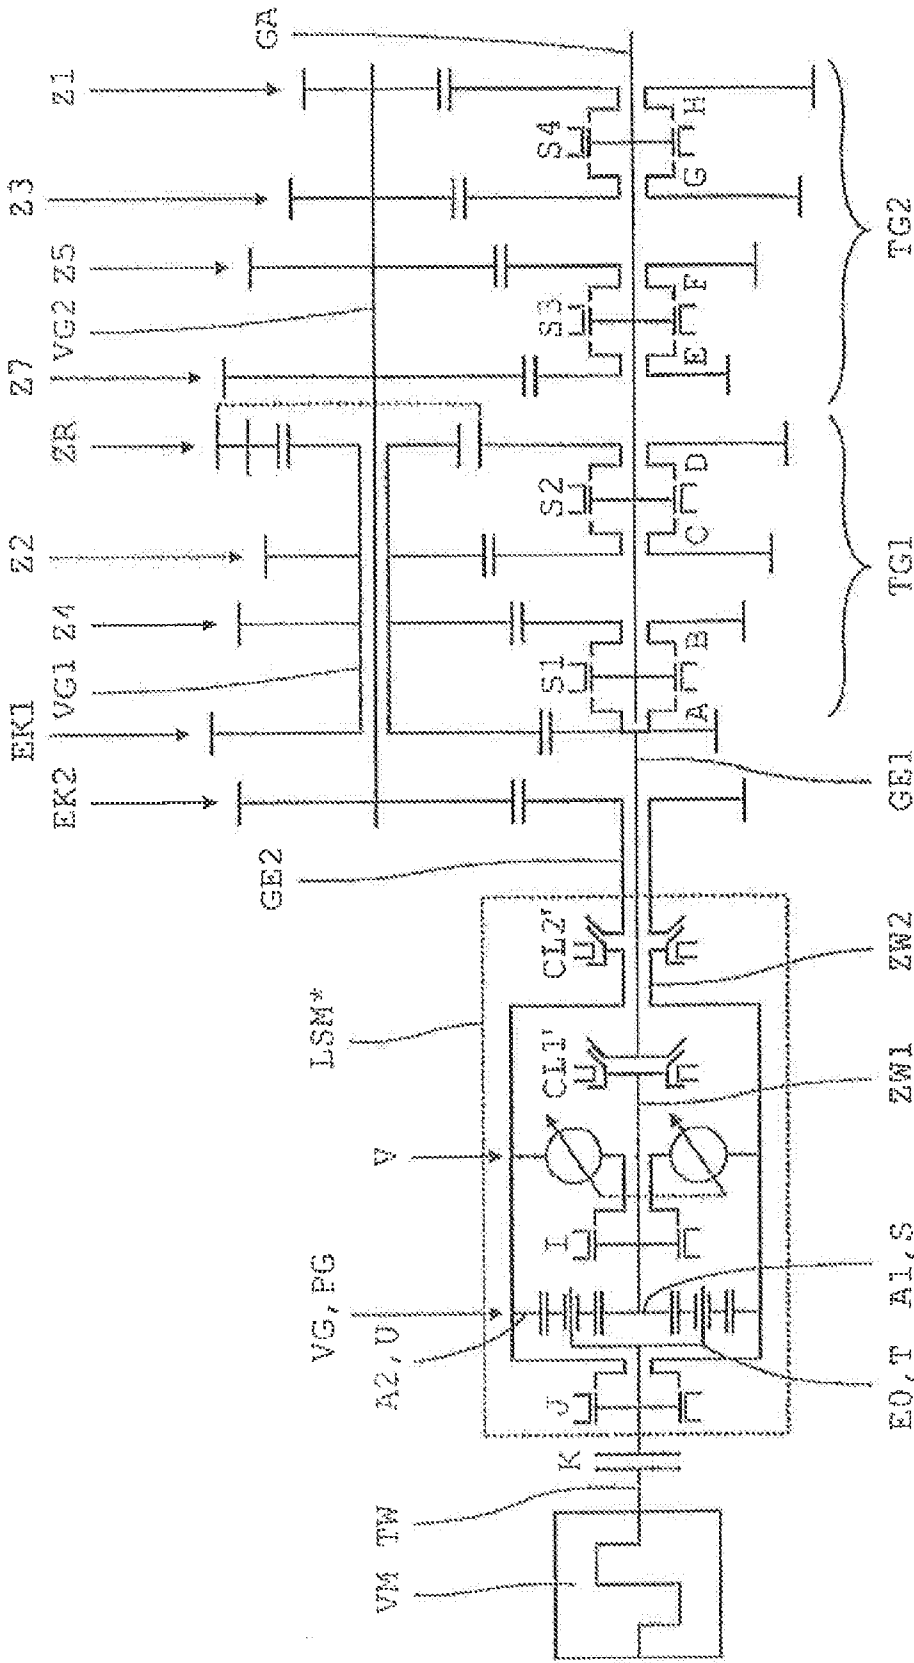 VM
TW
K
J
A2, U
VG, PG
I
V
LSM*
CL1'
CL2'
GE2
EK2
EK1
VG1
Z4
Z2
ZR
Z7
VG2
Z5
Z3
Z1
GA
S1
S2
S3
S4
A
B
C
D
E
F
G
H
E0, T
A1, S
ZW1
ZW2
GE1
TG1
TG2